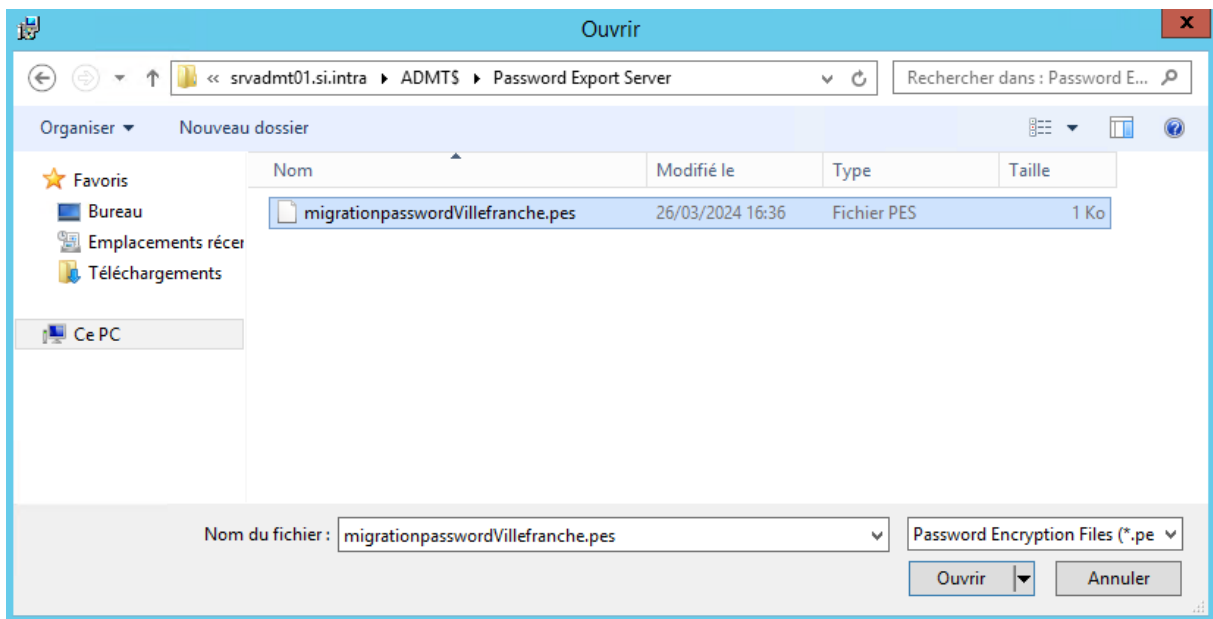 Ouvrir
« srvadmt01.si.intra ▸ ADMT$ ▸ Password Export Server
Rechercher dans : Password E...
Organiser ▾ Nouveau dossier
Nom Modifié le Type Taille
Favoris
Bureau
Emplacements récer
Téléchargements
Ce PC
migrationpasswordVillefranche.pes 26/03/2024 16:36 Fichier PES 1 Ko
Nom du fichier : migrationpasswordVillefranche.pes
Password Encryption Files (*.pe
Ouvrir Annuler